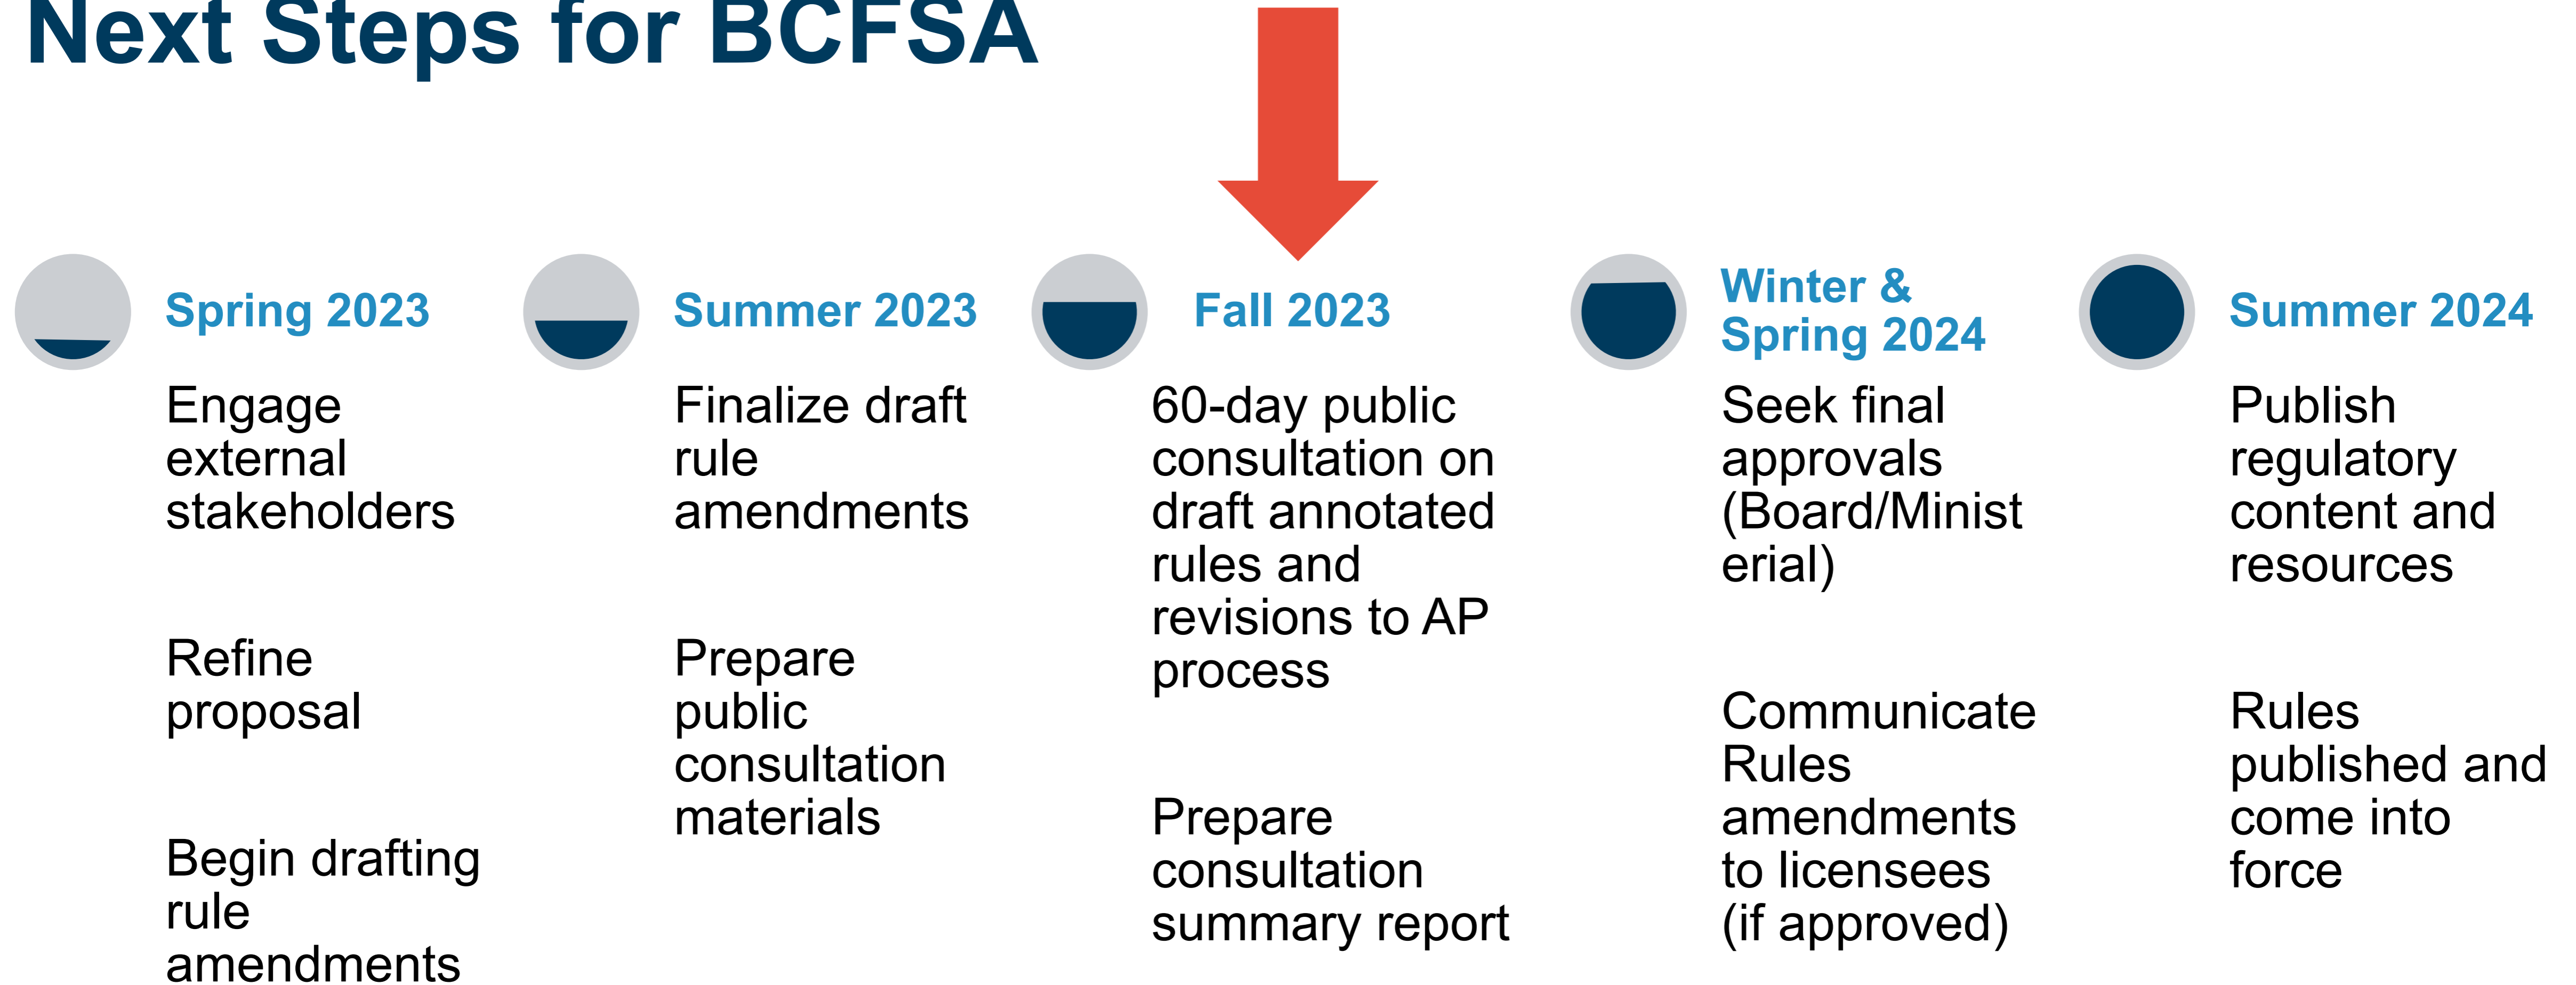 Next Steps for BCFSA
Spring 2023
Engage
external
stakeholders
Refine
proposal
Begin drafting
rule
amendments
Summer 2023
Finalize draft
rule
amendments
Prepare
public
consultation
materials
Fall 2023
60-day public
consultation on
draft annotated
rules and
revisions to AP
process
Prepare
consultation
summary report
Winter &
Spring 2024
Seek final
approvals
(Board/Minist
erial)
Communicate
Rules
amendments
to licensees
(if approved)
Summer 2024
Publish
regulatory
content and
resources
Rules
published and
come into
force